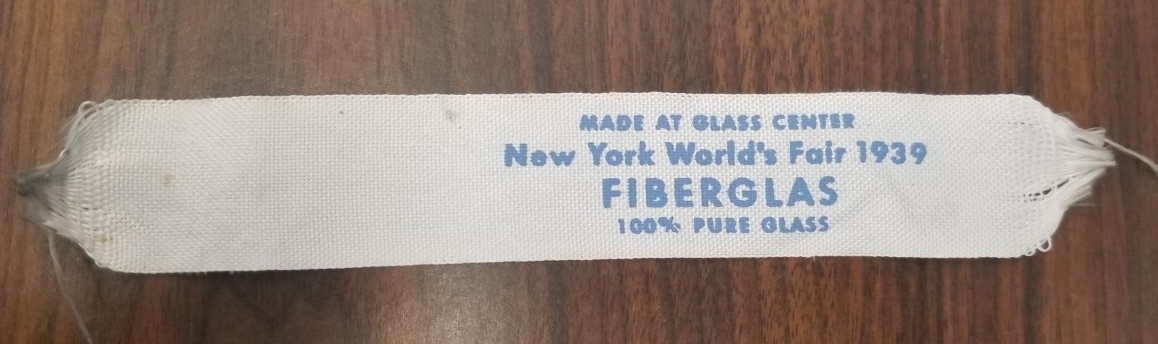 MADE AT GLASS CENTER
New York World's Fair 1939
FIBERGLAS
100% PURE GLASS